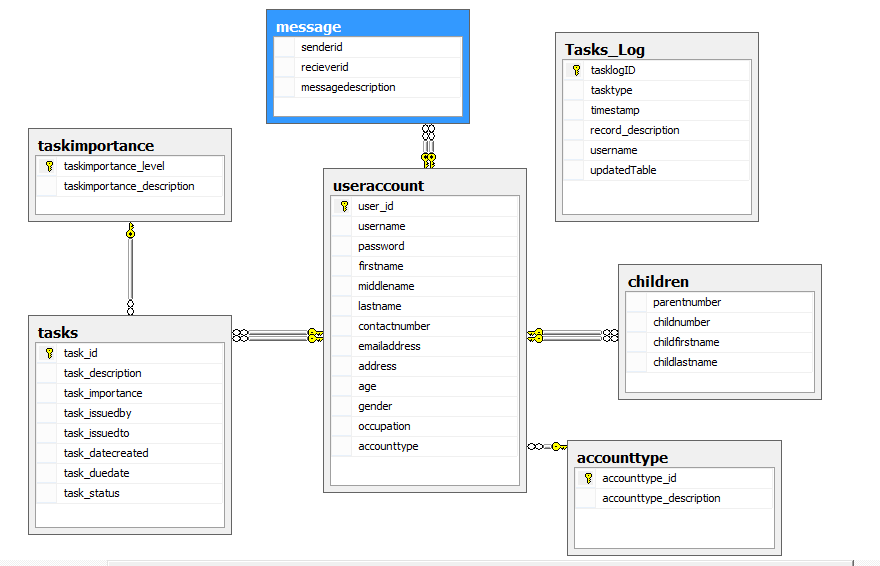 message
senderid
recieverid
messagedescription
Tasks_Log
tasklogID
tasktype
timestamp
record_description
username
updatedTable
taskimportance
taskimportance_level
taskimportance_description
useraccount
user_id
username
password
firstname
middlename
lastname
contactnumber
emailaddress
address
age
gender
occupation
accounttype
children
parentnumber
childnumber
childfirstname
childlastname
tasks
task_id
task_description
task_importance
task_issuedby
task_issuedto
task_datecreated
task_duedate
task_status
accounttype
accounttype_id
accounttype_description